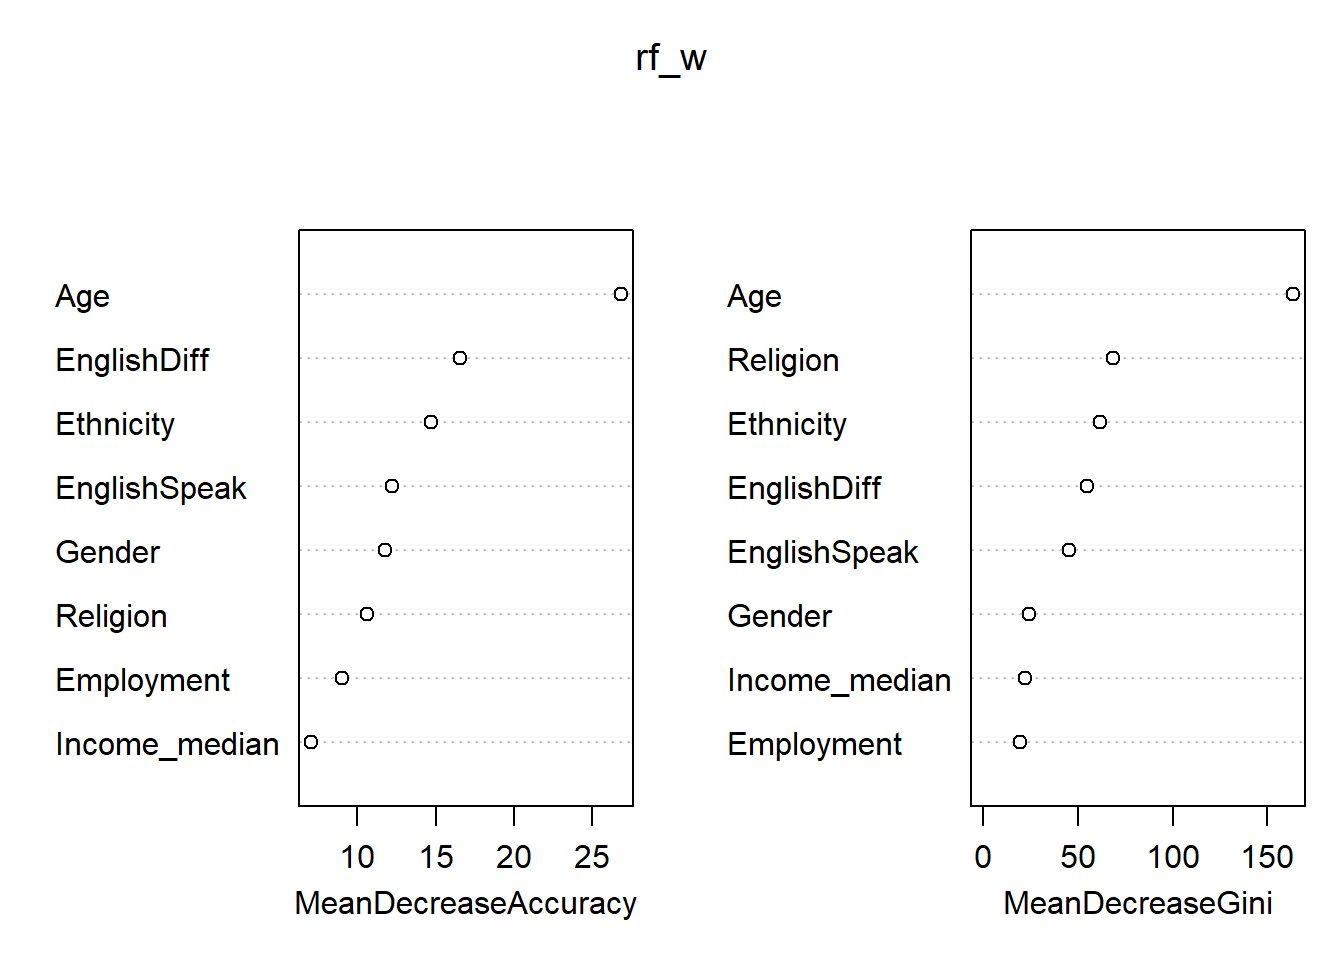 rf_w
Age
EnglishDiff
Ethnicity
EnglishSpeak
Gender
Religion
Employment
Income_median
10 15 20 25
MeanDecreaseAccuracy
Age
Religion
Ethnicity
EnglishDiff
EnglishSpeak
Gender
Income_median
Employment
0 50 100 150
MeanDecreaseGini